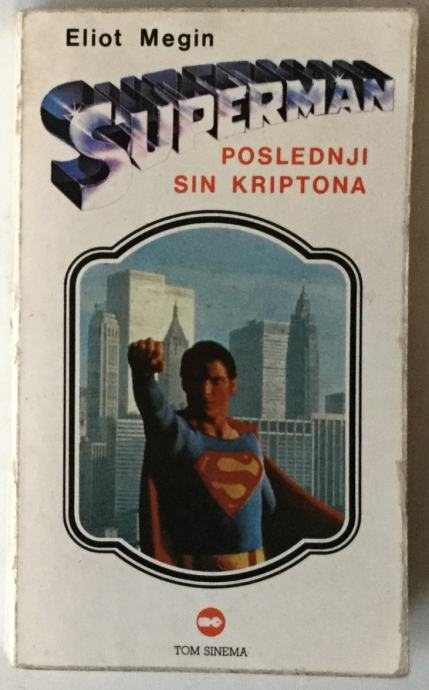 Eliot Megin
SUPERMAN
POSLEDNJI
SIN KRIPTONA
S
TOM SINEMA